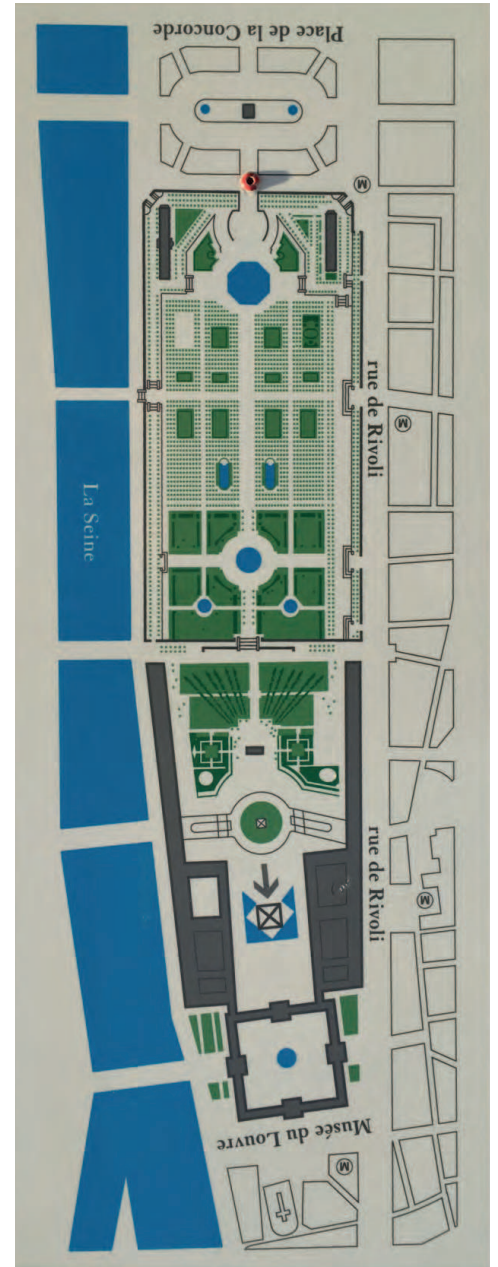 Place de la Concorde
M
rue de Rivoli
M
La Seine
rue de Rivoli
M
Musée du Louvre
M